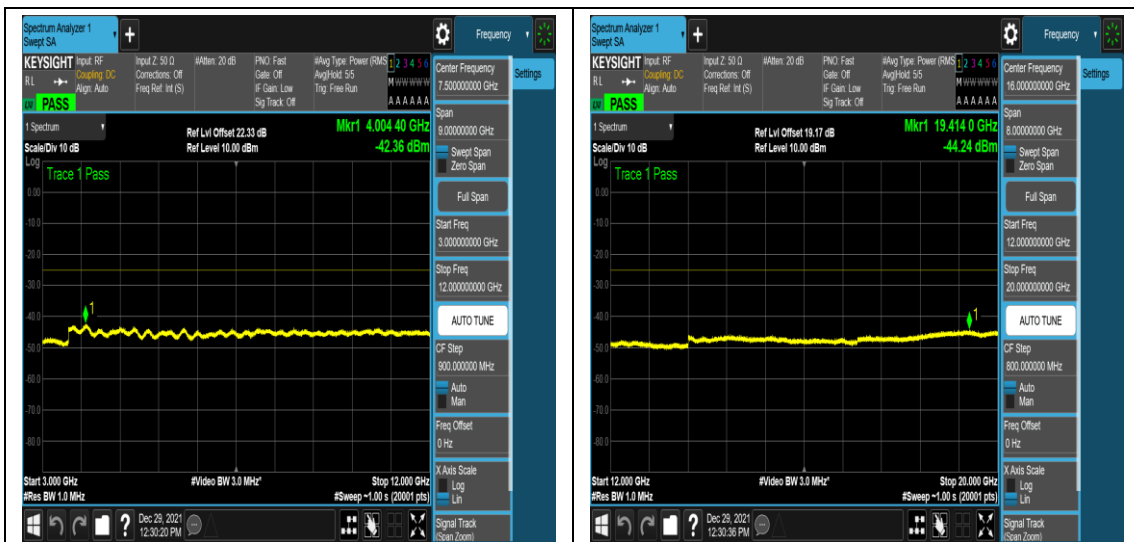 Spectrum Analyzer 1
Swept SA
+
Frequency
KEYSIGHT
RL
Input: RF
Coupling: DC
Align: Auto
Input Z: 50 Ω
Corrections: Off
Freq Ref: Int (S)
#Atten: 20 dB
PNO: Fast
Gate: Off
IF Gain: Low
Sig Track: Off
#Avg Type: Power (RMS
Avg|Hold: 5/5
Trig: Free Run
1 2 3 4 5 6
M W W W W W
A A A A A A
PASS
1 Spectrum
Scale/Div 10 dB
Ref Lvl Offset 22.33 dB
Ref Level 10.00 dBm
Mkr1 4.004 40 GHz
-42.36 dBm
Log
Trace 1 Pass
0.00
-10.0
-20.0
-30.0
-40.0
-50.0
-60.0
-70.0
-80.0
1
Start 3.000 GHz
#Res BW 1.0 MHz
#Video BW 3.0 MHz*
Stop 12.000 GHz
#Sweep ~1.00 s (20001 pts)
Center Frequency
7.500000000 GHz
Settings
Span
9.00000000 GHz
Swept Span
Zero Span
Full Span
Start Freq
3.000000000 GHz
Stop Freq
12.000000000 GHz
AUTO TUNE
CF Step
900.000000 MHz
Auto
Man
Freq Offset
0 Hz
X Axis Scale
Log
Lin
Signal Track
(Span Zoom)
?
Dec 29, 2021
12:30:20 PM
Spectrum Analyzer 1
Swept SA
+
Frequency
KEYSIGHT
RL
Input: RF
Coupling: DC
Align: Auto
Input Z: 50 Ω
Corrections: Off
Freq Ref: Int (S)
#Atten: 20 dB
PNO: Fast
Gate: Off
IF Gain: Low
Sig Track: Off
#Avg Type: Power (RMS
Avg|Hold: 5/5
Trig: Free Run
1 2 3 4 5 6
M W W W W W
A A A A A A
PASS
1 Spectrum
Scale/Div 10 dB
Ref Lvl Offset 19.17 dB
Ref Level 10.00 dBm
Mkr1 19.414 0 GHz
-44.24 dBm
Log
Trace 1 Pass
0.00
-10.0
-20.0
-30.0
-40.0
-50.0
-60.0
-70.0
-80.0
1
Start 12.000 GHz
#Res BW 1.0 MHz
#Video BW 3.0 MHz*
Stop 20.000 GHz
#Sweep ~1.00 s (20001 pts)
Center Frequency
16.000000000 GHz
Settings
Span
8.00000000 GHz
Swept Span
Zero Span
Full Span
Start Freq
12.000000000 GHz
Stop Freq
20.000000000 GHz
AUTO TUNE
CF Step
800.000000 MHz
Auto
Man
Freq Offset
0 Hz
X Axis Scale
Log
Lin
Signal Track
(Span Zoom)
?
Dec 29, 2021
12:30:36 PM